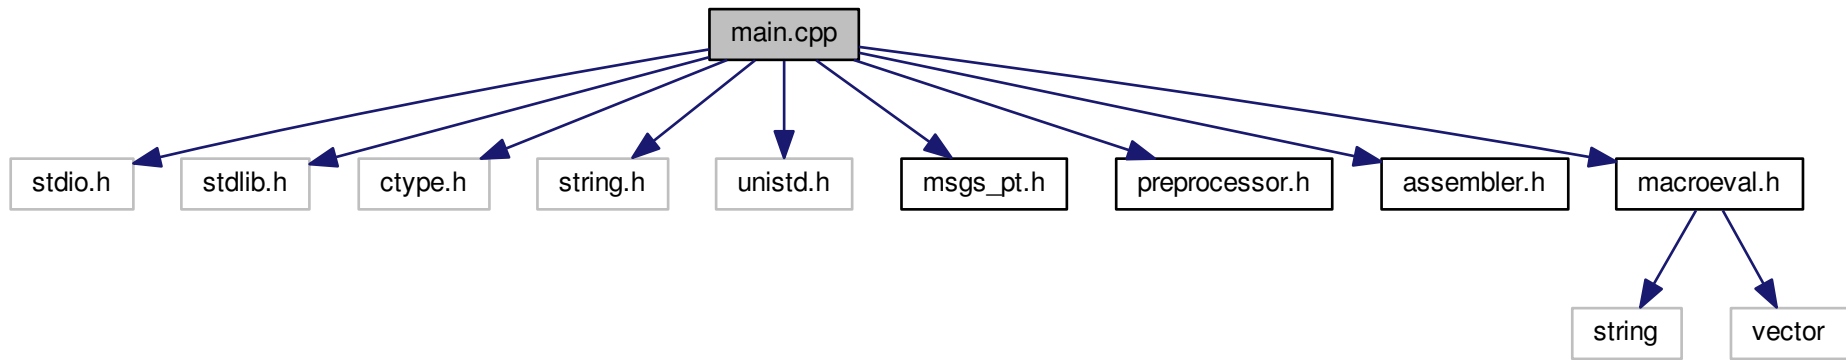 main.cpp
stdio.h
stdlib.h
ctype.h
string.h
unistd.h
msgs_pt.h
preprocessor.h
assembler.h
macroeval.h
string
vector